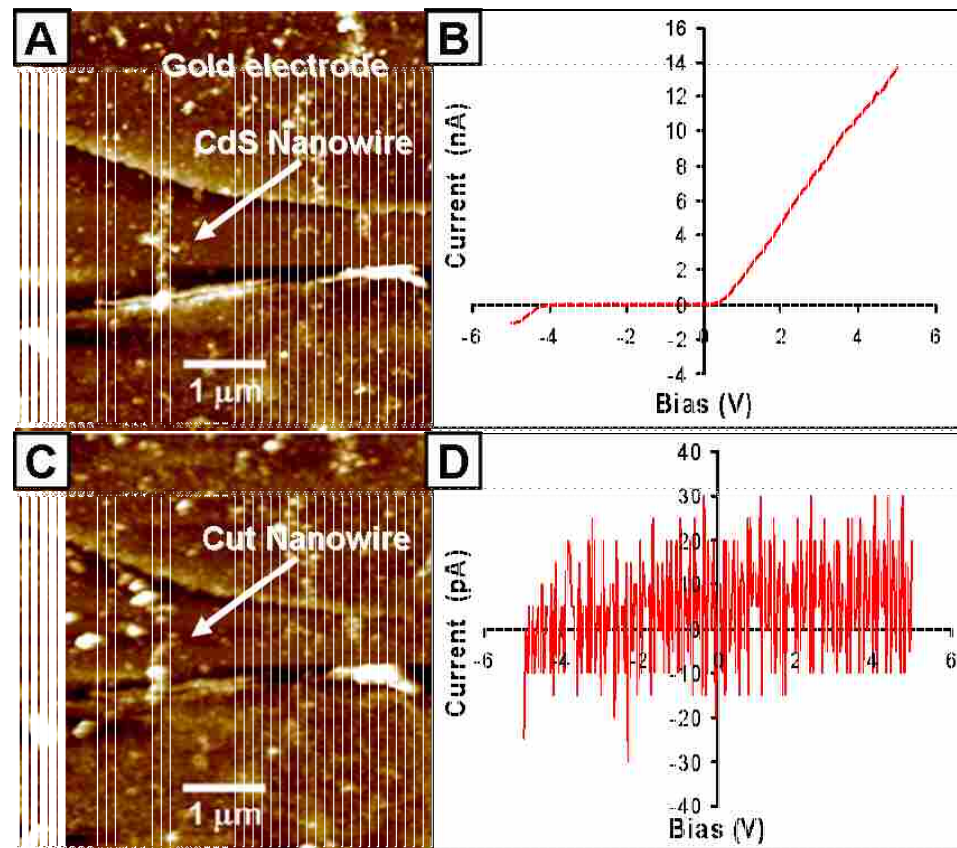 A
Gold electrode
CdS Nanowire
1 μm
B
16
14
12
10
8
6
4
2
0
-2
-4
-6 -4 -2 0 2 4 6
Current (nA)
Bias (V)
C
Cut Nanowire
1 μm
D
40
30
20
10
0
-10
-20
-30
-40
-6 -4 -2 0 2 4 6
Current (pA)
Bias (V)